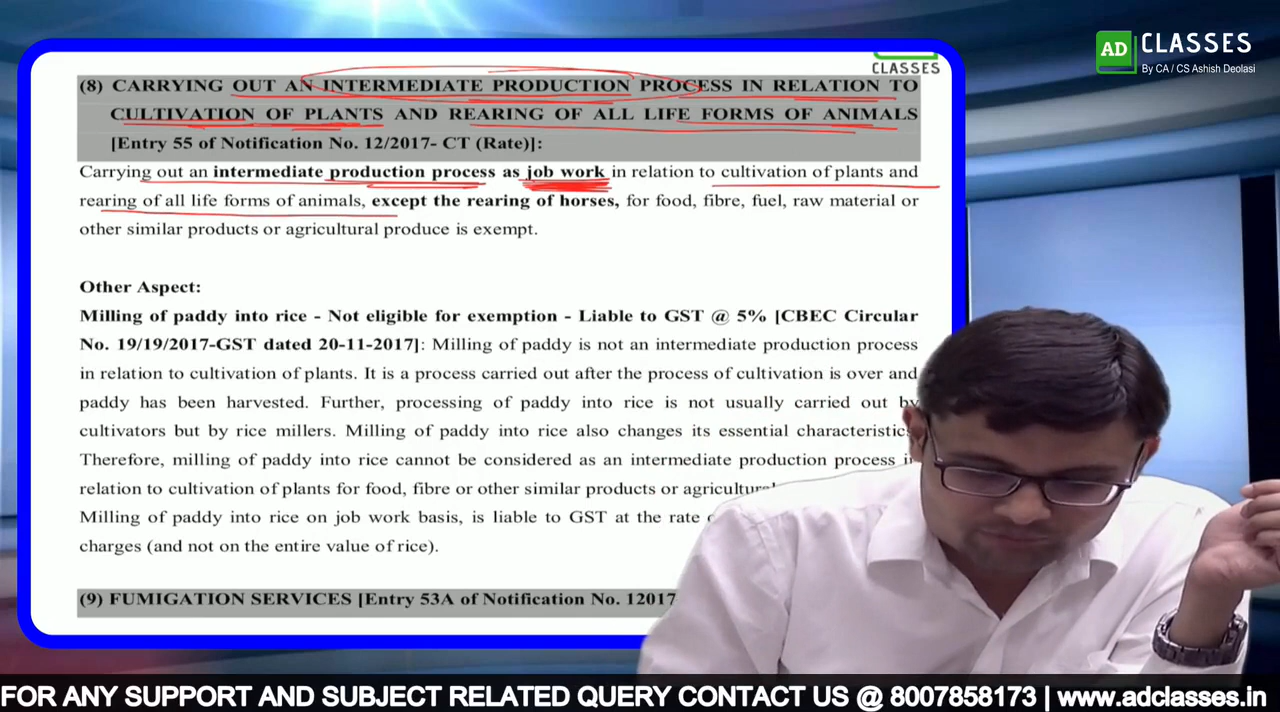 AD CLASSES
By CA / CS Ashish Deolasi
CLASSES
(8) CARRYING OUT AN INTERMEDIATE PRODUCTION PROCESS IN RELATION TO
CULTIVATION OF PLANTS AND REARING OF ALL LIFE FORMS OF ANIMALS
[Entry 55 of Notification No. 12/2017- CT (Rate)]:
Carrying out an intermediate production process as job work in relation to cultivation of plants and
rearing of all life forms of animals, except the rearing of horses, for food, fibre, fuel, raw material or
other similar products or agricultural produce is exempt.
Other Aspect:
Milling of paddy into rice - Not eligible for exemption - Liable to GST @ 5% [CBEC Circular
No. 19/19/2017-GST dated 20-11-2017]: Milling of paddy is not an intermediate production process
in relation to cultivation of plants. It is a process carried out after the process of cultivation is over and
paddy has been harvested. Further, processing of paddy into rice is not usually carried out by
cultivators but by rice millers. Milling of paddy into rice also changes its essential characteristics
Therefore, milling of paddy into rice cannot be considered as an intermediate production process
relation to cultivation of plants for food, fibre or other similar products or
Milling of paddy into rice on job work basis, is liable to GST at the rate
charges (and not on the entire value of rice).
(9) FUMIGATION SERVICES [Entry 53A of Notification No. 12017
FOR ANY SUPPORT AND SUBJECT RELATED QUERY CONTACT US @ 8007858173 | www.adclasses.in